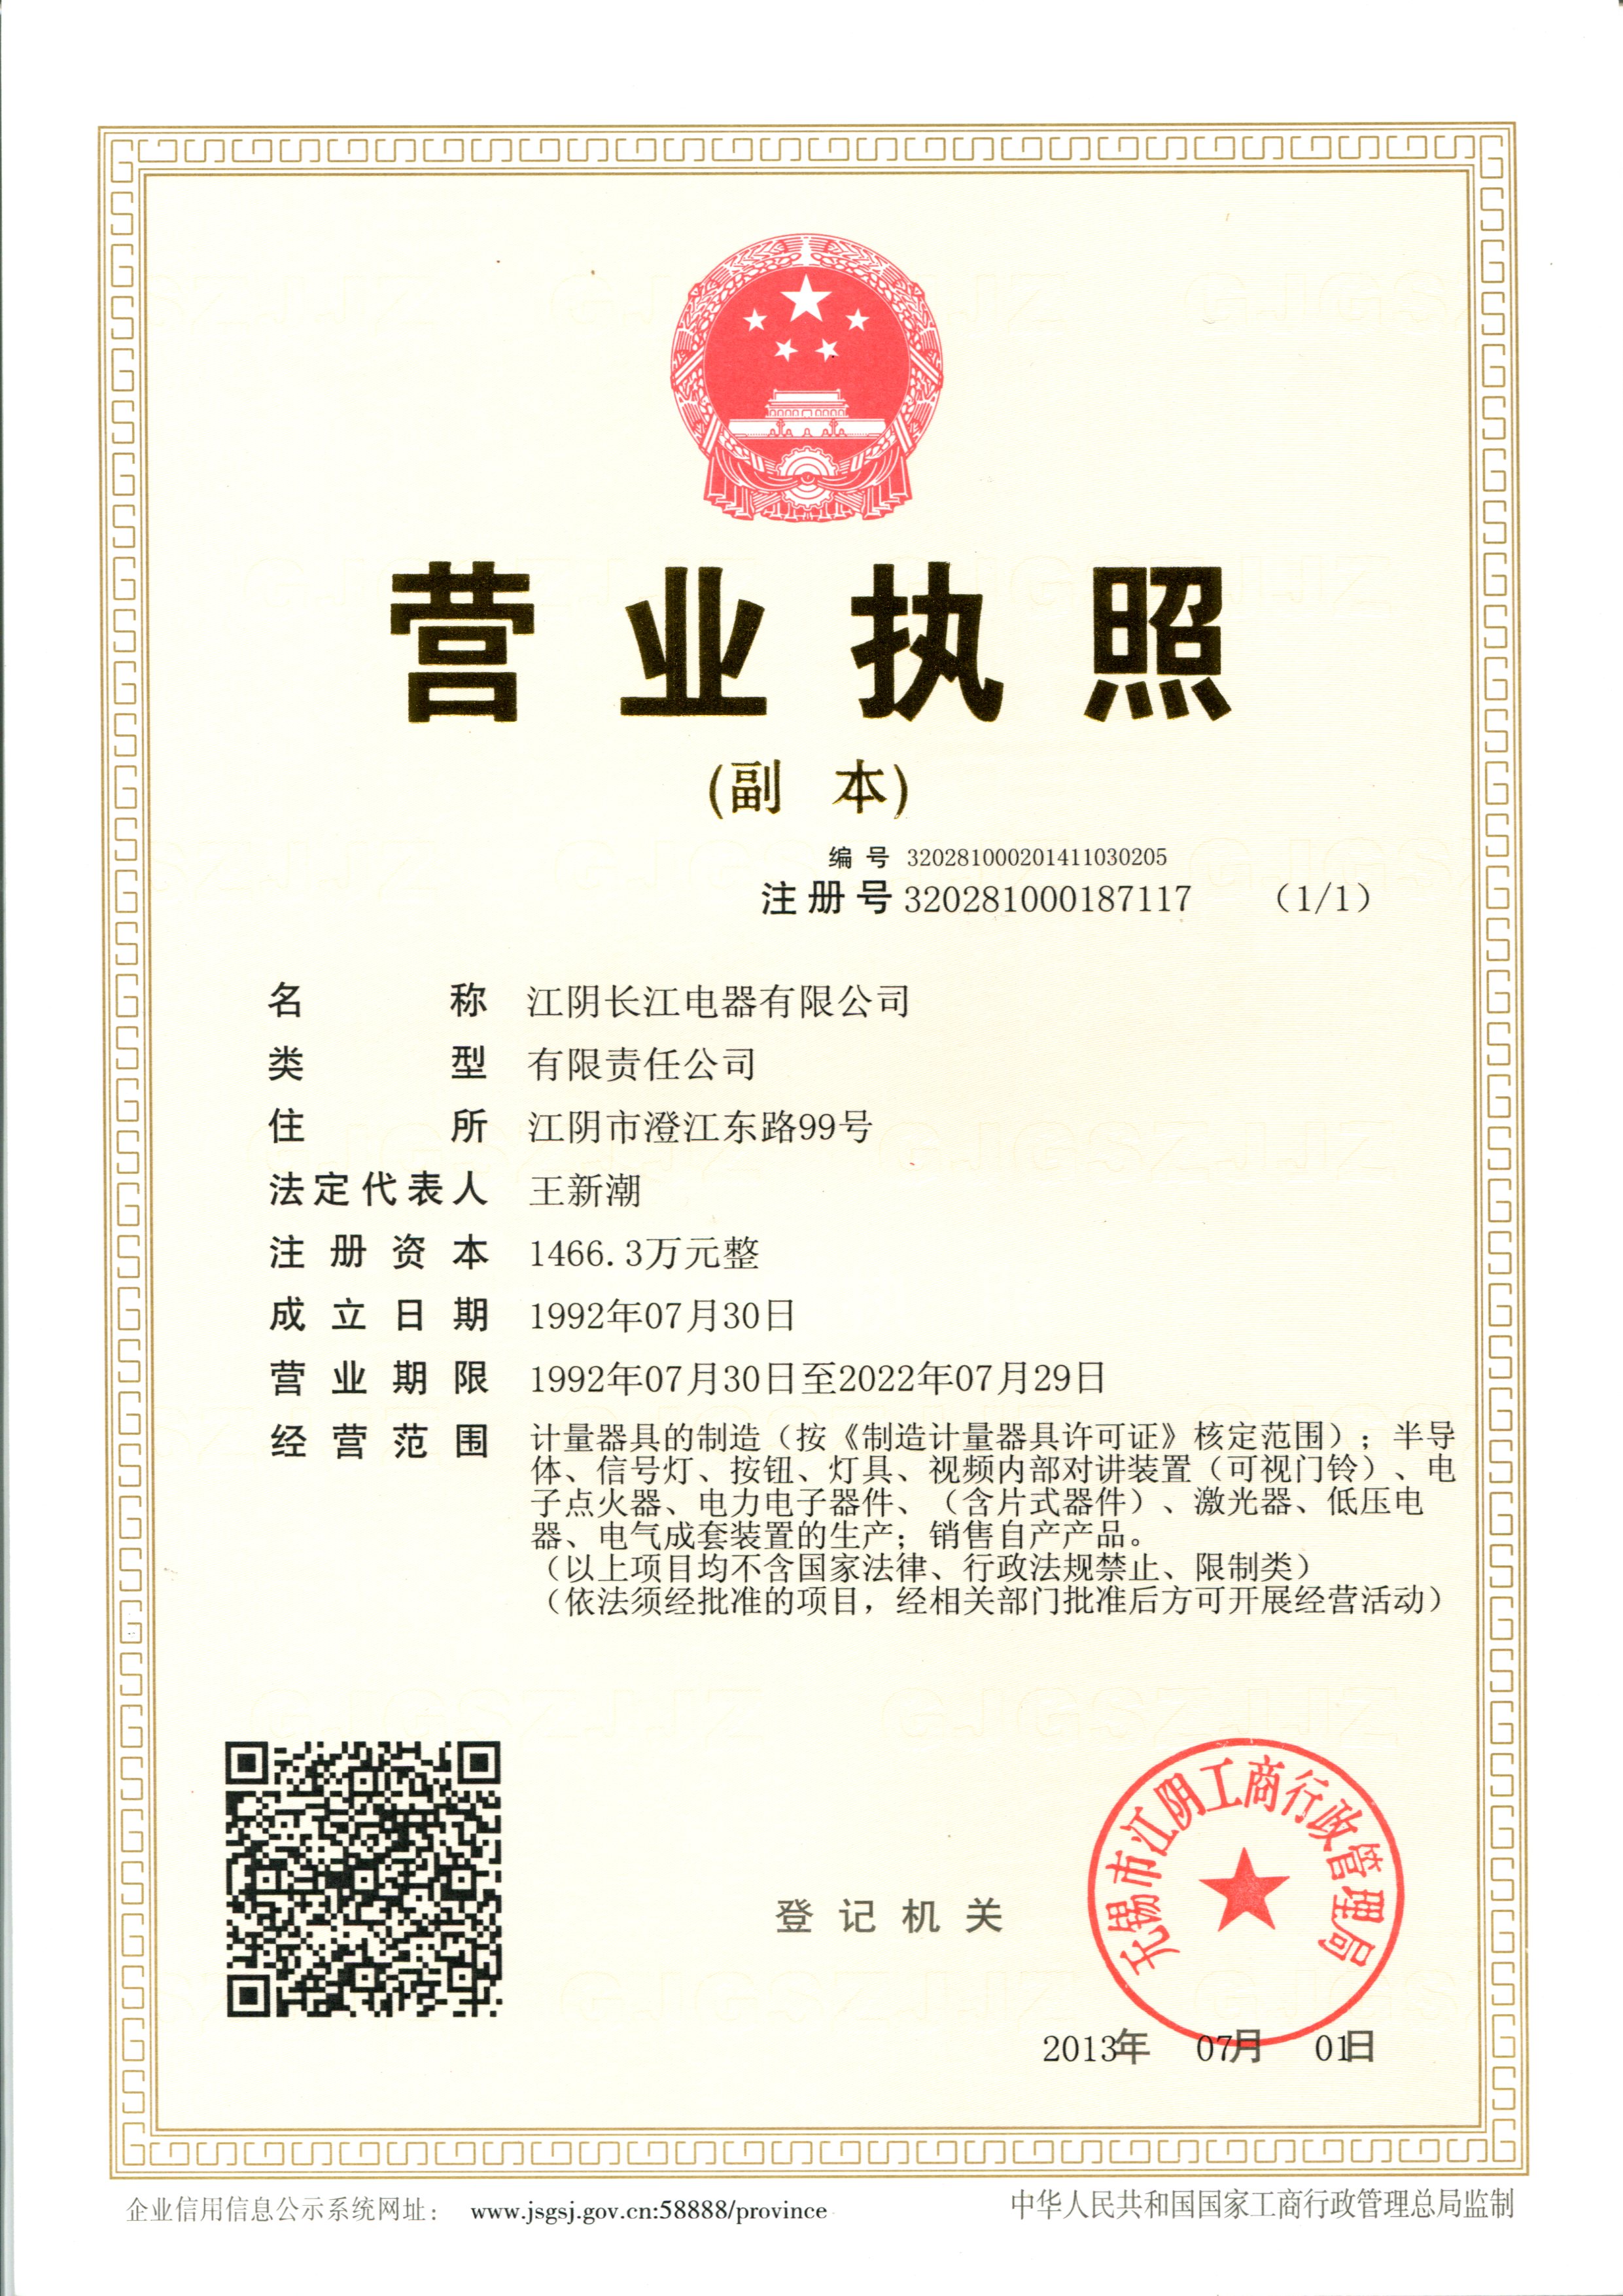 营业执照
(副 本)
编 号 320281000201411030205
注册号 320281000187117 （1/1）
名 称 江阴长江电器有限公司
类 型 有限责任公司
住 所 江阴市澄江东路99号
法定代表人 王新潮
注册资本 1466.3万元整
成立日期 1992年07月30日
营业期限 1992年07月30日至2022年07月29日
经营范围 计量器具的制造（按《制造计量器具许可证》核定范围）；半导
体、信号灯、按钮、灯具、视频内部对讲装置（可视门铃）、电
子点火器、电力电子器件、（含片式器件）、激光器、低压电
器、电气成套装置的生产；销售自产产品。
（以上项目均不含国家法律、行政法规禁止、限制类）
（依法须经批准的项目，经相关部门批准后方可开展经营活动）
无锡市江阴工商行政管理局
登记机关
2013年 07月 01日
企业信用信息公示系统网址： www.jsgsj.gov.cn:58888/province
中华人民共和国国家工商行政管理总局监制